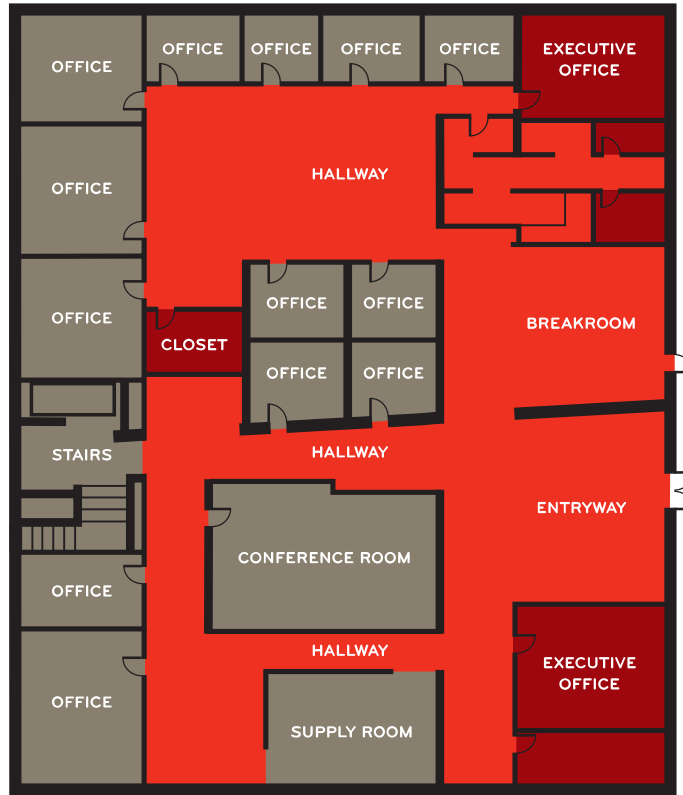 OFFICE
OFFICE
OFFICE
OFFICE
OFFICE
EXECUTIVE
OFFICE
HALLWAY
OFFICE
OFFICE
OFFICE
OFFICE
BREAKROOM
CLOSET
OFFICE
OFFICE
STAIRS
HALLWAY
ENTRYWAY
CONFERENCE ROOM
OFFICE
HALLWAY
EXECUTIVE
OFFICE
OFFICE
SUPPLY ROOM